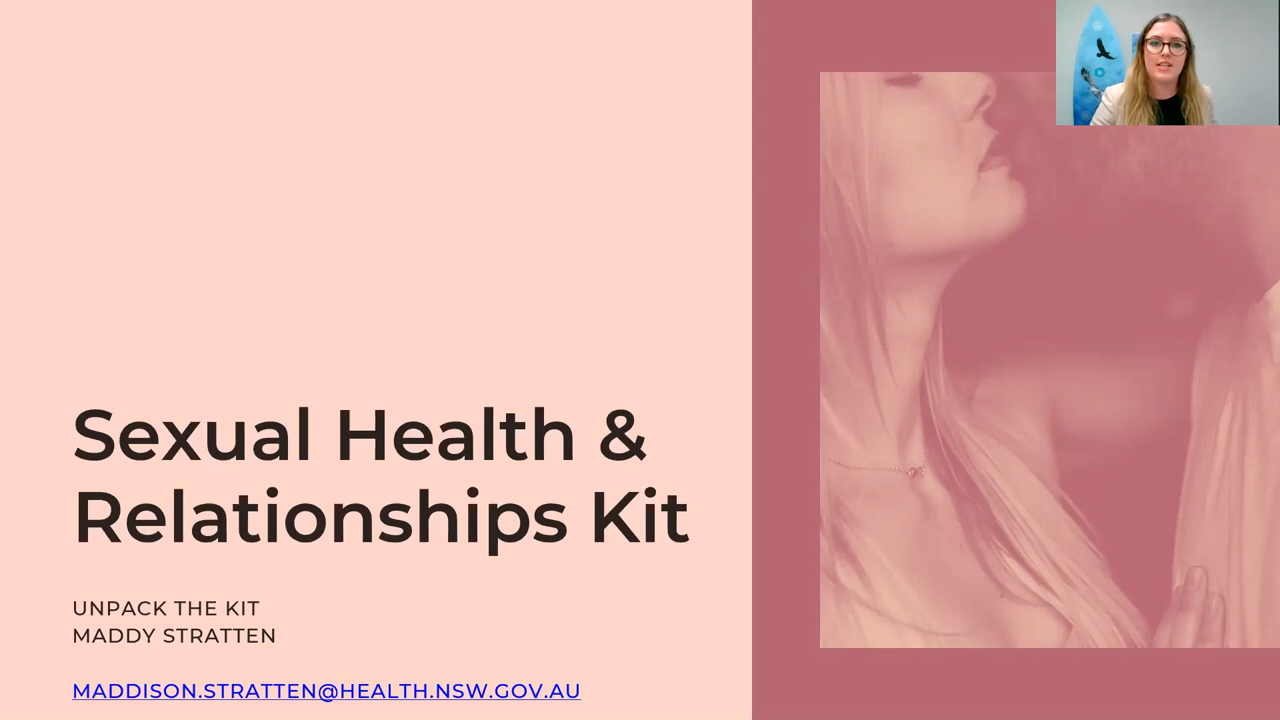 Sexual Health &
Relationships Kit
UNPACK THE KIT
MADDY STRATTEN
MADDISON.STRATTEN@HEALTH.NSW.GOV.AU